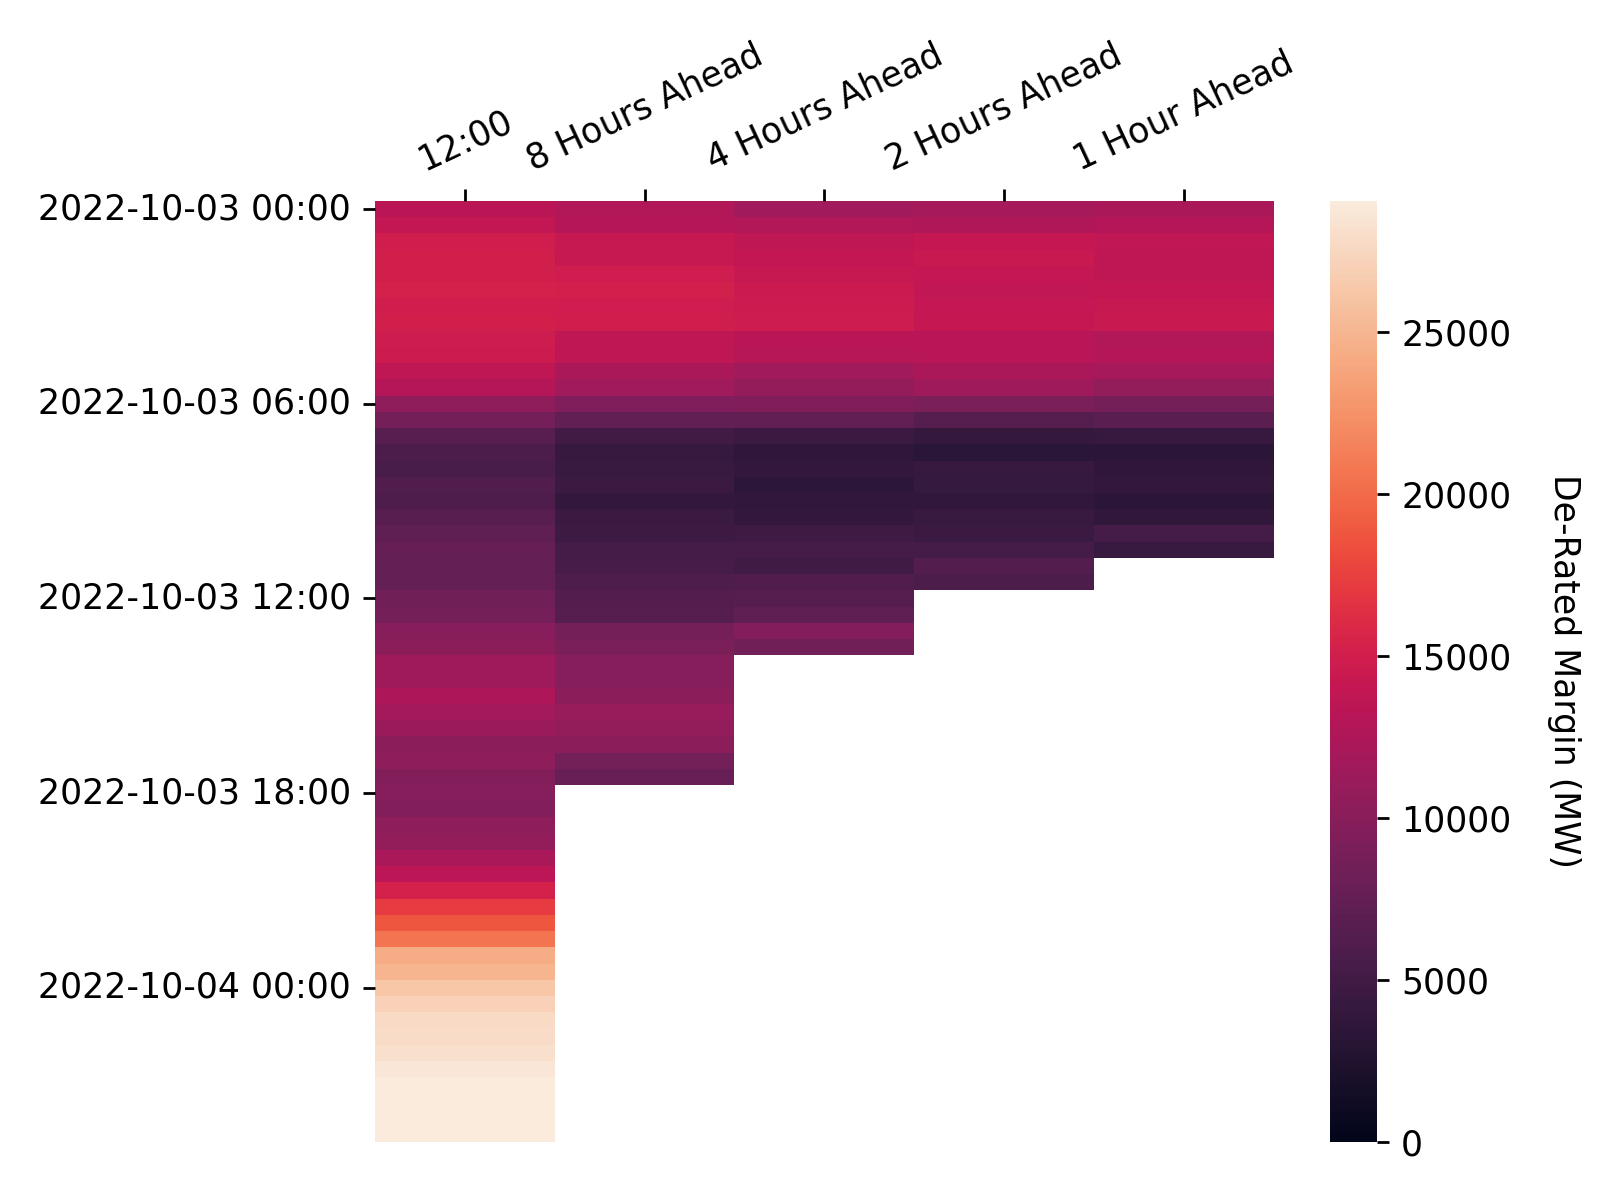 12:00
8 Hours Ahead
4 Hours Ahead
2 Hours Ahead
1 Hour Ahead
2022-10-03 00:00
2022-10-03 06:00
2022-10-03 12:00
2022-10-03 18:00
2022-10-04 00:00
25000
20000
15000
10000
5000
0
De-Rated Margin (MW)